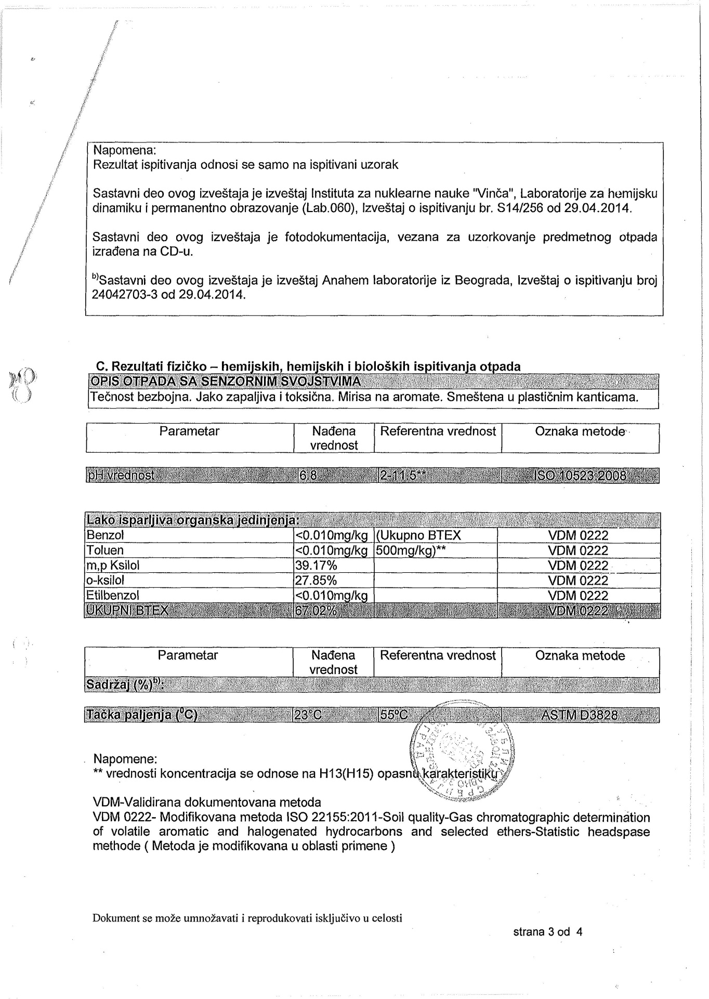 Napomena:
Rezultat ispitivanja odnosi se samo na ispitivani uzorak
Sastavni deo ovog izveštaja je izveštaj Instituta za nuklearne nauke "Vinča", Laboratorije za hemijsku
dinamiku i permanentno obrazovanje (Lab.060), Izveštaj o ispitivanju br. S14/256 od 29.04.2014.
Sastavni deo ovog izveštaja je fotodokumentacija, vezana za uzorkovanje predmetnog otpada
izrađena na CD-u.
b)Sastavni deo ovog izveštaja je izveštaj Anahem laboratorije iz Beograda, Izveštaj o ispitivanju broj
24042703-3 od 29.04.2014.
C. Rezultati fizičko – hemijskih, hemijskih i bioloških ispitivanja otpada
OPIS OTPADA SA SENZORNIM SVOJSTVIMA
Tečnost bezbojna. Jako zapaljiva i toksična. Mirisa na aromate. Smeštena u plastičnim kanticama.
Parametar Nađena vrednost Referentna vrednost Oznaka metode
pH vrednost 6.8 2-11.5** ISO 10523:2008
Lako isparljiva organska jedinjenja:
Benzol <0.010mg/kg (Ukupno BTEX VDM 0222
Toluen <0.010mg/kg 500mg/kg)** VDM 0222
m,p Ksilol 39.17% VDM 0222
o-ksilol 27.85% VDM 0222
Etilbenzol <0.010mg/kg VDM 0222
UKUPNI BTEX 67.02% VDM 0222
Parametar Nađena vrednost Referentna vrednost Oznaka metode
Sadržaj (%)b):
Tačka paljenja (⁰C) 23°C 55ºC ASTM D3828
Napomene:
** vrednosti koncentracija se odnose na H13(H15) opasnu karakteristiku
VDM-Validirana dokumentovana metoda
VDM 0222- Modifikovana metoda ISO 22155:2011-Soil quality-Gas chromatographic determination
of volatile aromatic and halogenated hydrocarbons and selected ethers-Statistic headspase
methode ( Metoda je modifikovana u oblasti primene )
Dokument se može umnožavati i reprodukovati isključivo u celosti
strana 3 od 4